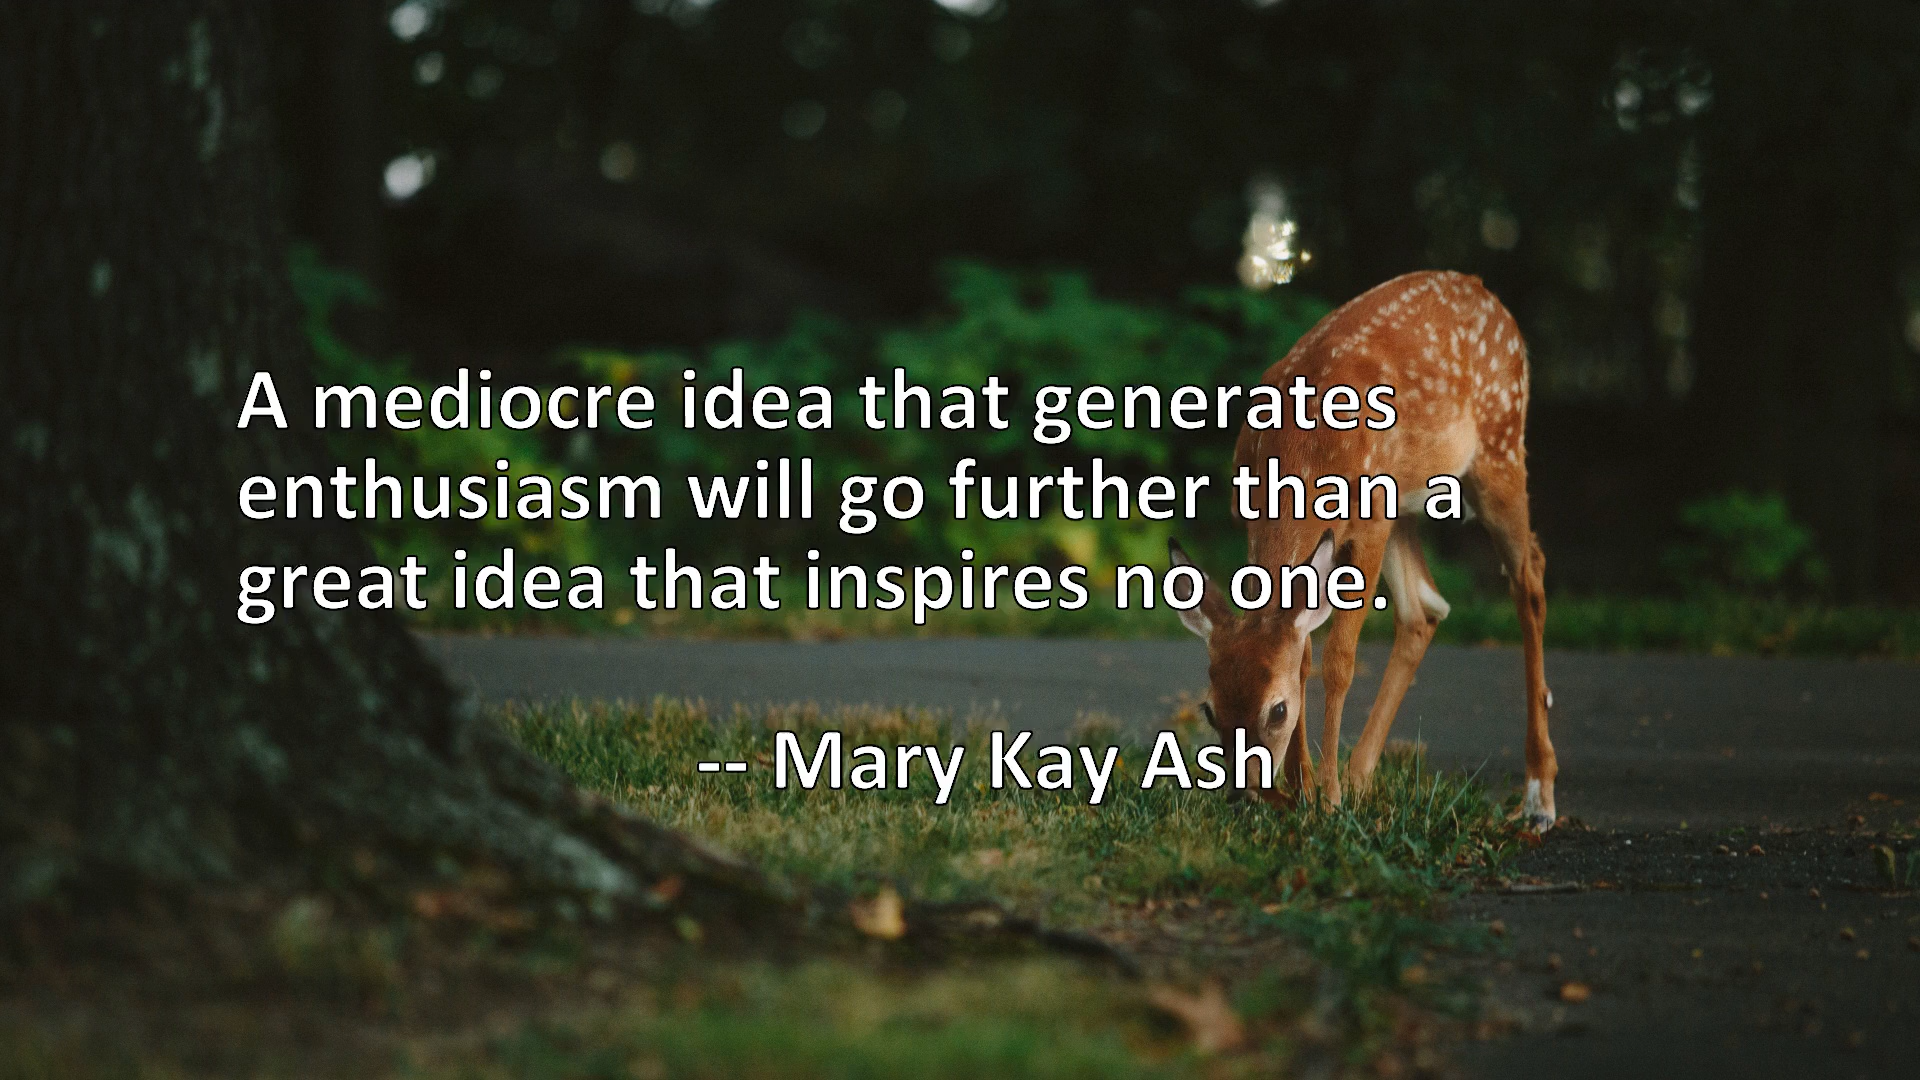 A mediocre idea that generates
enthusiasm will go further than a
great idea that inspires no one.
-- Mary Kay Ash